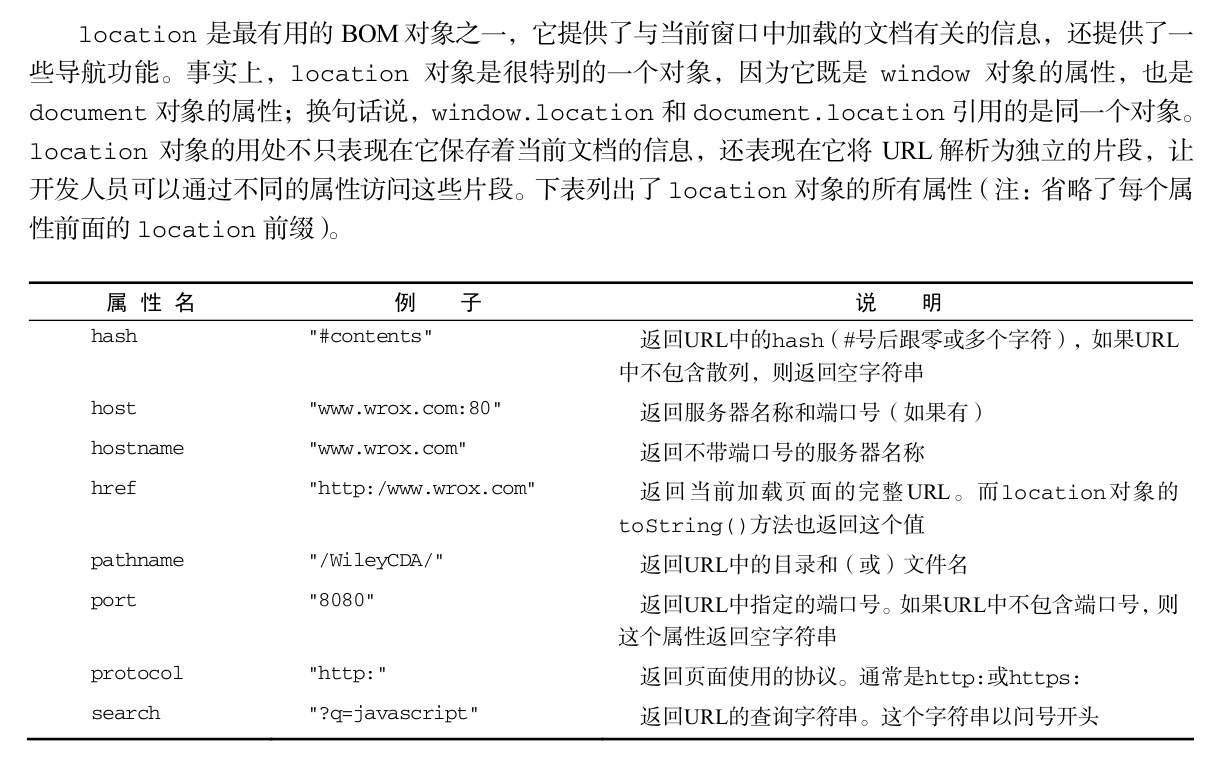 location 是最有用的 BOM 对象之一，它提供了与当前窗口中加载的文档有关的信息，还提供了一
些导航功能。事实上，location 对象是很特别的一个对象，因为它既是 window 对象的属性，也是
document 对象的属性；换句话说，window.location 和 document.location 引用的是同一个对象。
location 对象的用处不只表现在它保存着当前文档的信息，还表现在它将 URL 解析为独立的片段，让
开发人员可以通过不同的属性访问这些片段。下表列出了 location 对象的所有属性（注：省略了每个属
性前面的 location 前缀）。
属 性 名 例 子 说 明
hash "#contents" 返回URL中的hash（#号后跟零或多个字符），如果URL
中不包含散列，则返回空字符串
host "www.wrox.com:80" 返回服务器名称和端口号（如果有）
hostname "www.wrox.com" 返回不带端口号的服务器名称
href "http:/www.wrox.com" 返回当前加载页面的完整URL。而location对象的
toString()方法也返回这个值
pathname "/WileyCDA/" 返回URL中的目录和（或）文件名
port "8080" 返回URL中指定的端口号。如果URL中不包含端口号，则
这个属性返回空字符串
protocol "http:" 返回页面使用的协议。通常是http:或https:
search "?q=javascript" 返回URL的查询字符串。这个字符串以问号开头